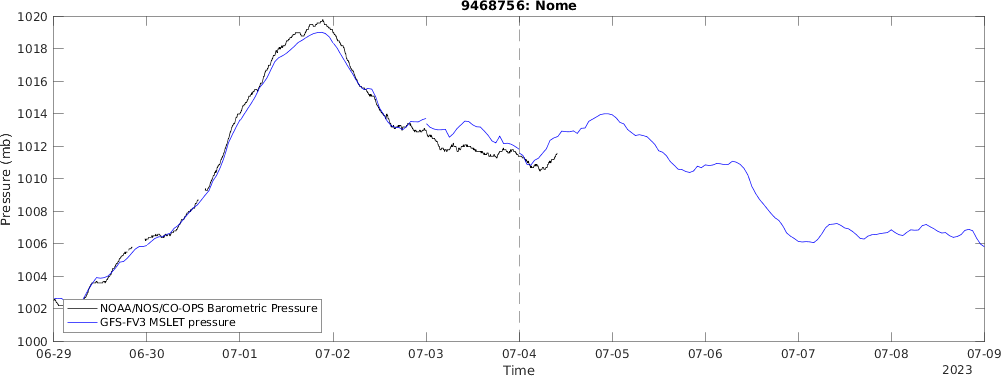 9468756: Nome
Pressure (mb)
1020
1018
1016
1014
1012
1010
1008
1006
1004
1002
1000
NOAA/NOS/CO-OPS Barometric Pressure
GFS-FV3 MSLET pressure
06-29 06-30 07-01 07-02 07-03 07-04 07-05 07-06 07-07 07-08 07-09
Time
2023